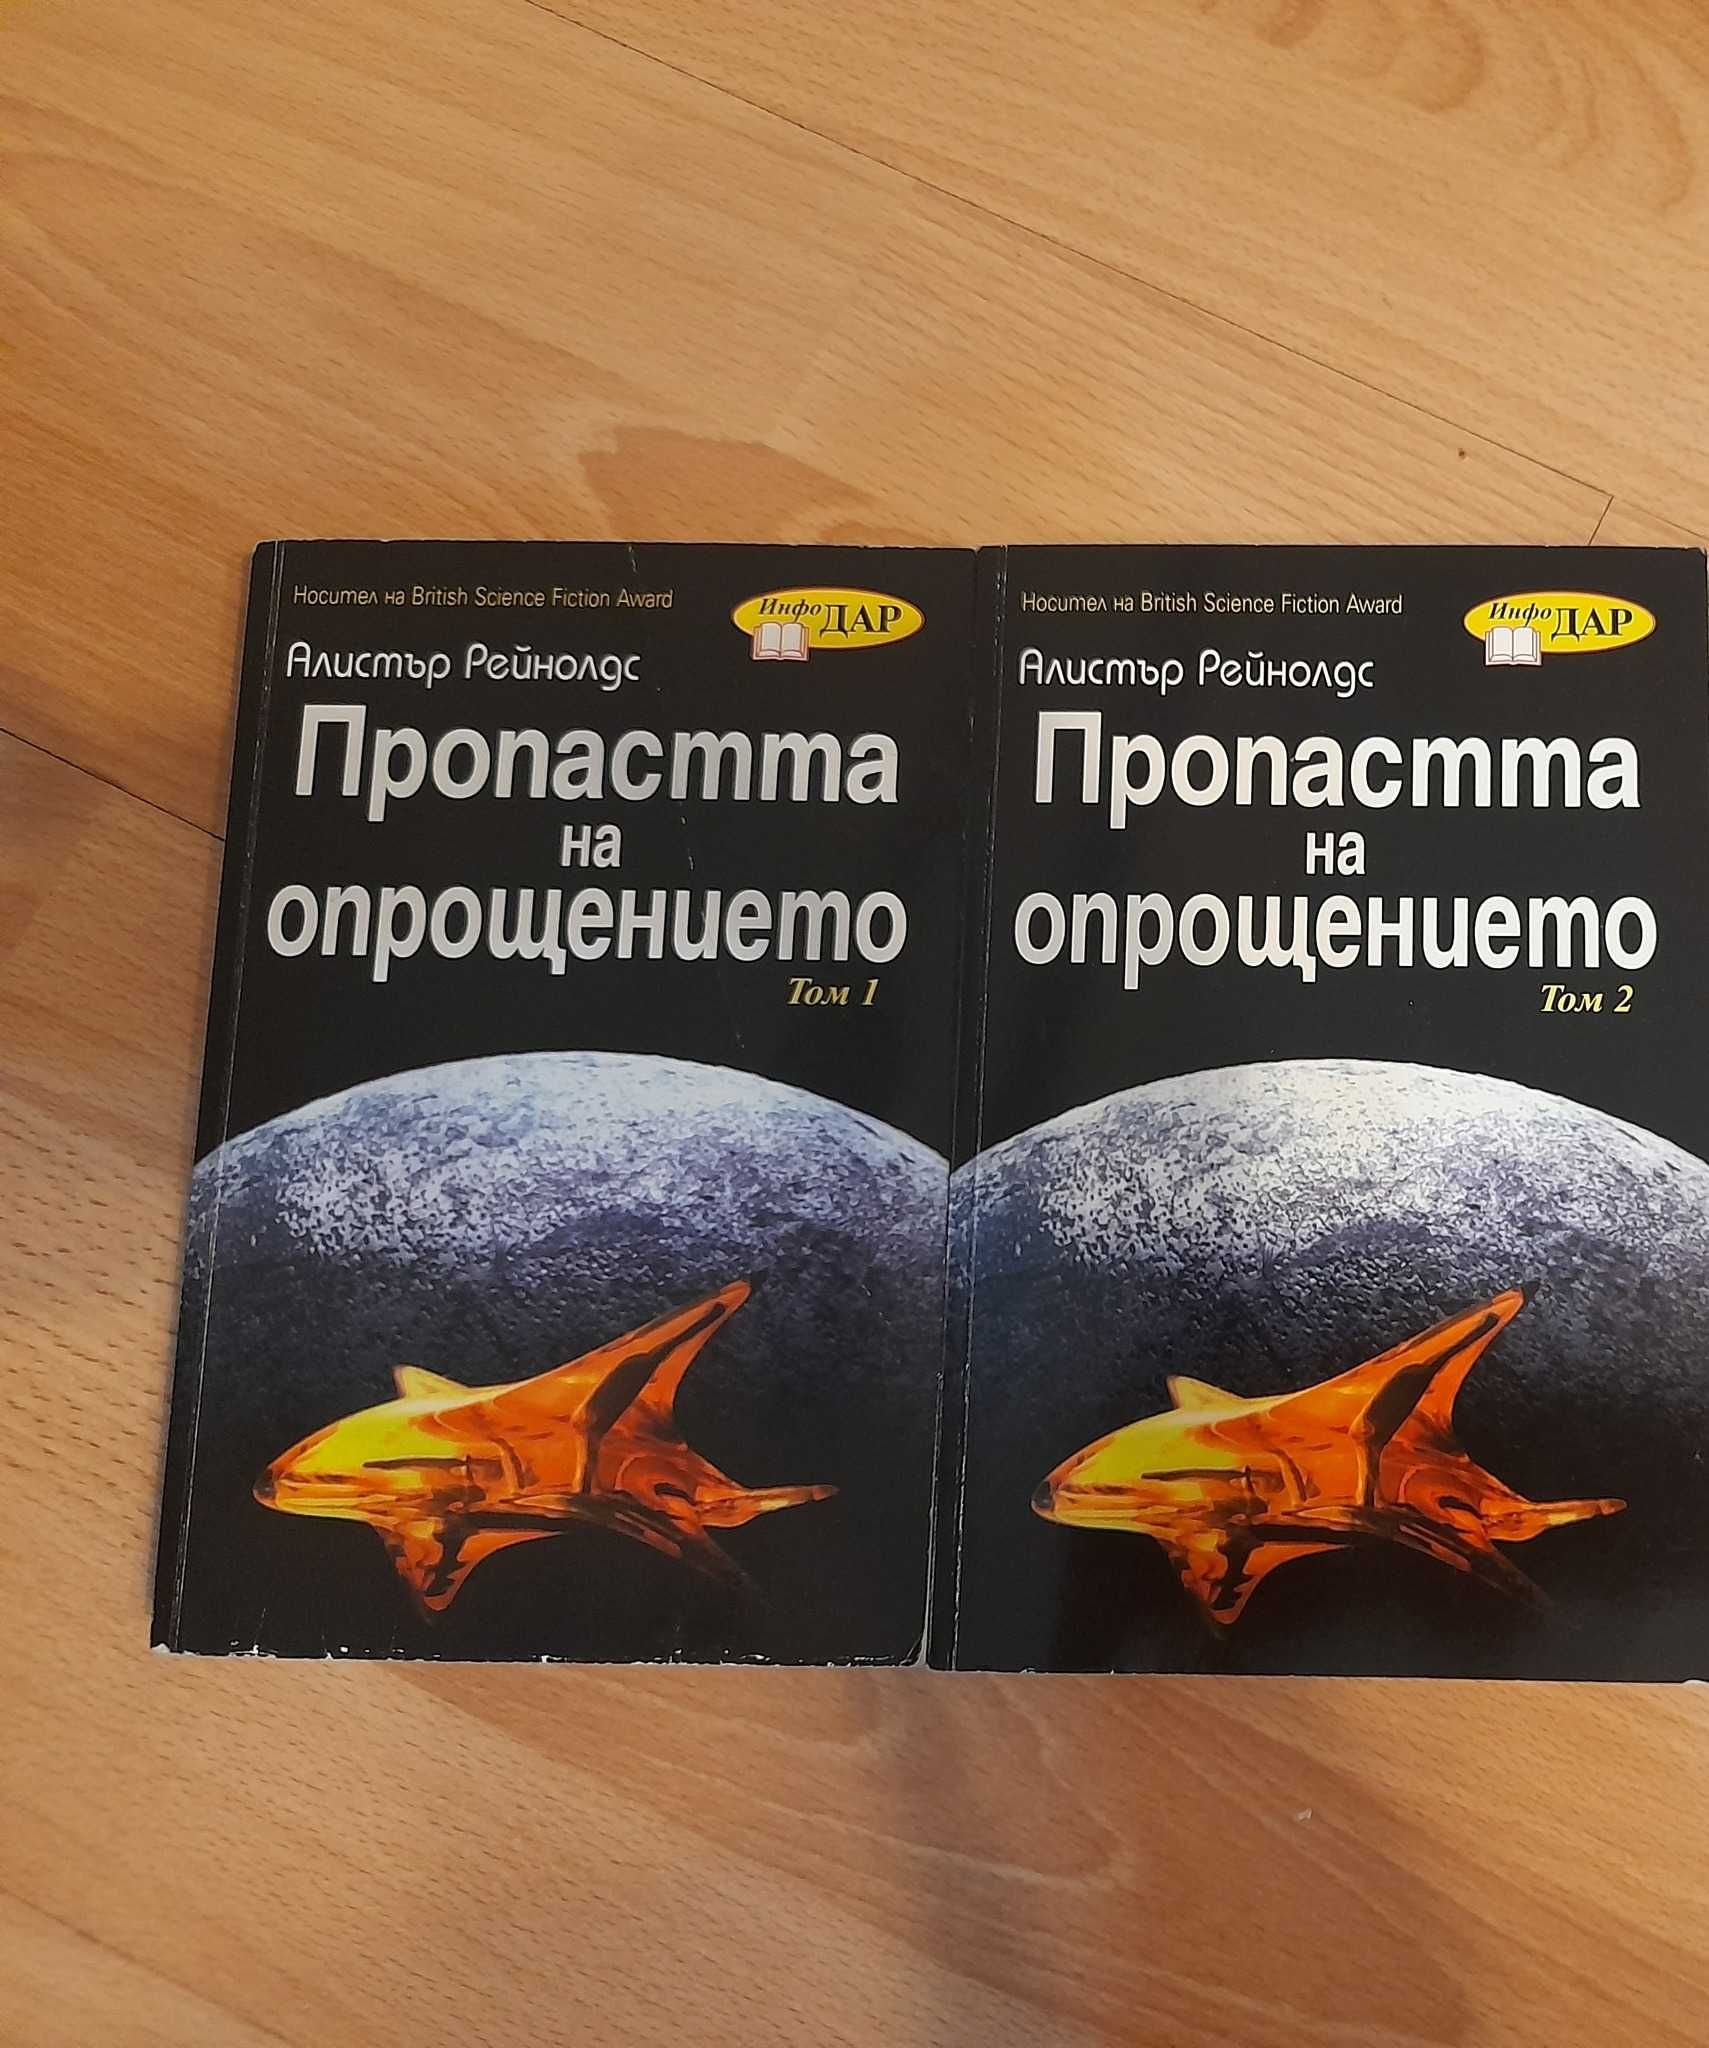 Носител на British Science Fiction Award
Инфо ДАР
Алистър Рейнолдс
Пропастта
на
опрощението
Том 1
Носител на British Science Fiction Award
Инфо ДАР
Алистър Рейнолдс
Пропастта
на
опрощението
Том 2